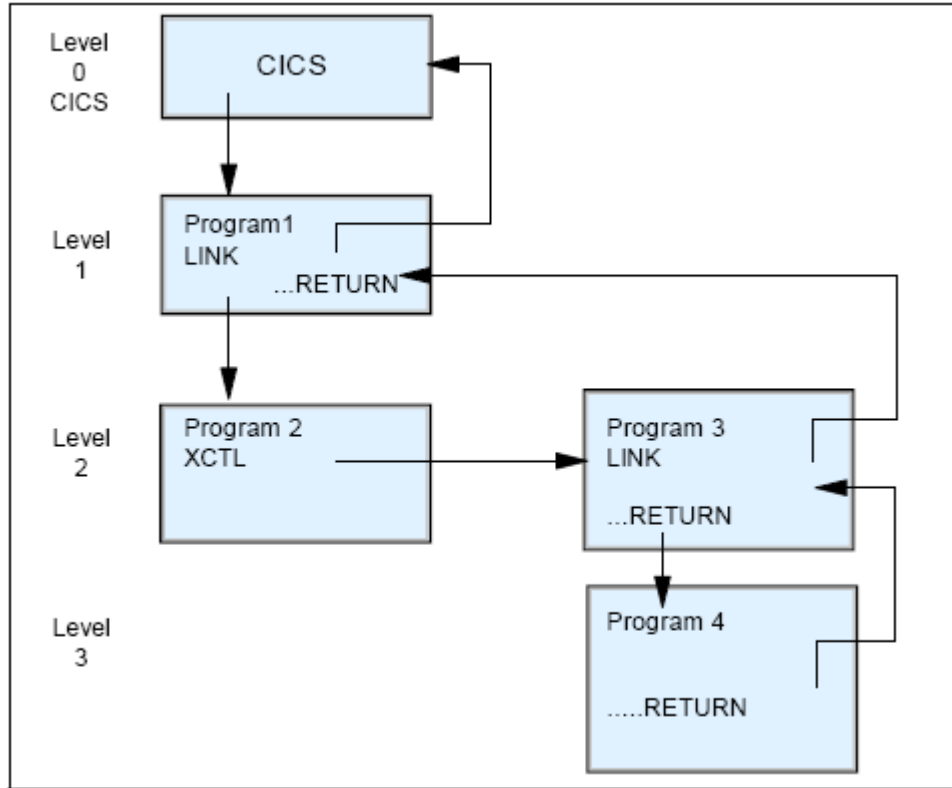 Level
0
CICS
CICS
Level
1
Program1
LINK
...RETURN
Level
2
Program 2
XCTL
Program 3
LINK
...RETURN
Level
3
Program 4
.....RETURN